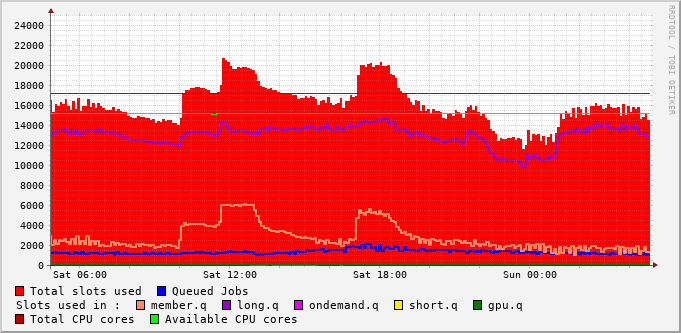 24000
22000
20000
18000
16000
14000
12000
10000
8000
6000
4000
2000
0
Sat 06:00 Sat 12:00 Sat 18:00 Sun 00:00
Total slots used Queued Jobs
Slots used in : member.q long.q ondemand.q short.q gpu.q
Total CPU cores Available CPU cores
RRDTOOL / TOBI OETIKER